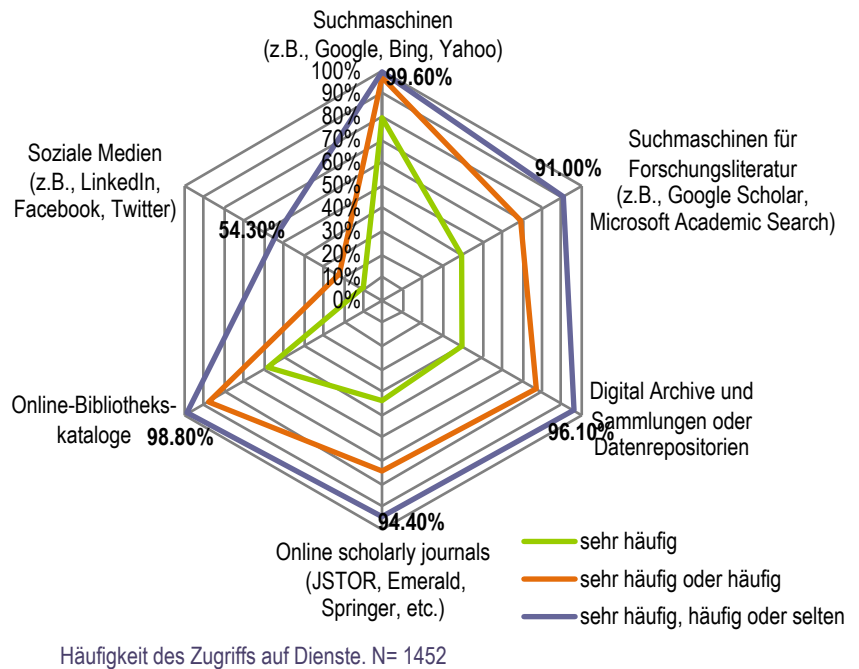 Suchmaschinen
(z.B., Google, Bing, Yahoo)
100%
99.60%
90%
80%
70%
60%
50%
40%
30%
20%
10%
0%
Suchmaschinen für
Forschungsliteratur
(z.B., Google Scholar,
Microsoft Academic Search)
91.00%
Digital Archive und
Sammlungen oder
Datenrepositorien
96.10%
94.40%
Online scholarly journals
(JSTOR, Emerald,
Springer, etc.)
Online-Bibliotheks-
kataloge
98.80%
Soziale Medien
(z.B., LinkedIn,
Facebook, Twitter)
54.30%
sehr häufig
sehr häufig oder häufig
sehr häufig, häufig oder selten
Häufigkeit des Zugriffs auf Dienste. N= 1452